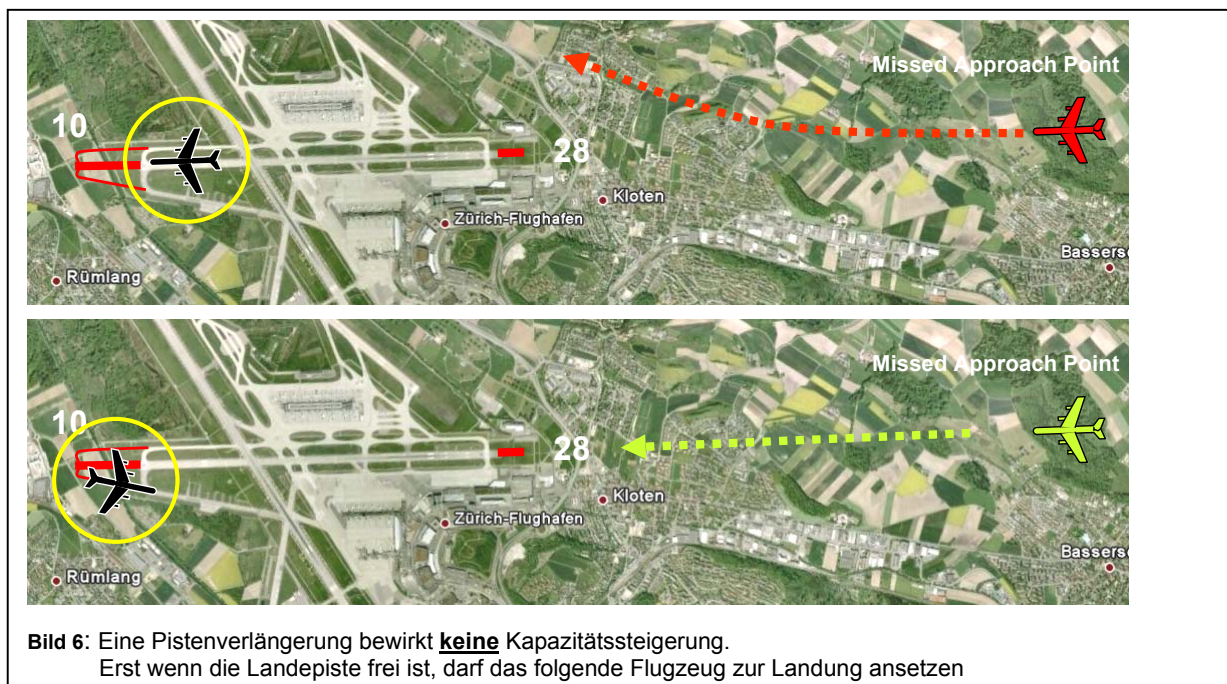 Missed Approach Point
10
28
Kloten
Zürich-Flughafen
Bassers
Rümlang
Missed Approach Point
10
28
Kloten
Zürich-Flughafen
Bassers
Rümlang
Bild 6: Eine Pistenverlängerung bewirkt keine Kapazitätssteigerung.
Erst wenn die Landepiste frei ist, darf das folgende Flugzeug zur Landung ansetzen